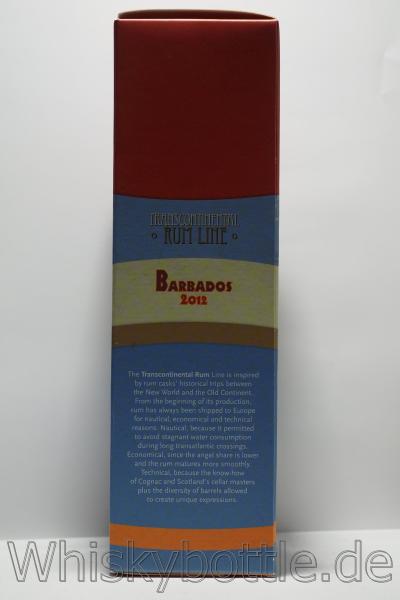 TRANSCONTINENTAL
• RUM LINE •
BARBADOS
2012
The Transcontinental Rum Line is inspired
by rum casks' historical trips between
the New World and the Old Continent.
From the beginning of its production,
rum has always been shipped to Europe
for nautical, economical and technical
reasons. Nautical, because it permitted
to avoid stagnant water consumption
during long transatlantic crossings.
Economical, since the angel share is lower
and the rum matures more smoothly.
Technical, because the know-how
of Cognac and Scotland's cellar masters
plus the diversity of barrels allowed
to create unique expressions.
Whiskybottle.de